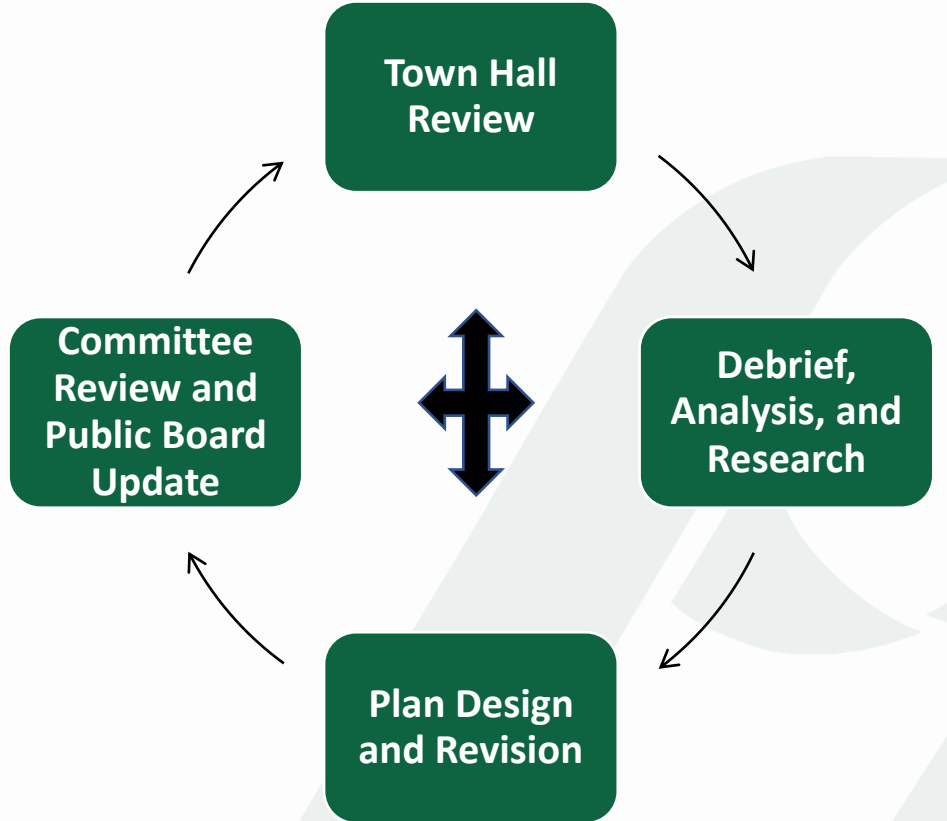 Town Hall
Review
Debrief,
Analysis, and
Research
Plan Design
and Revision
Committee
Review and
Public Board
Update